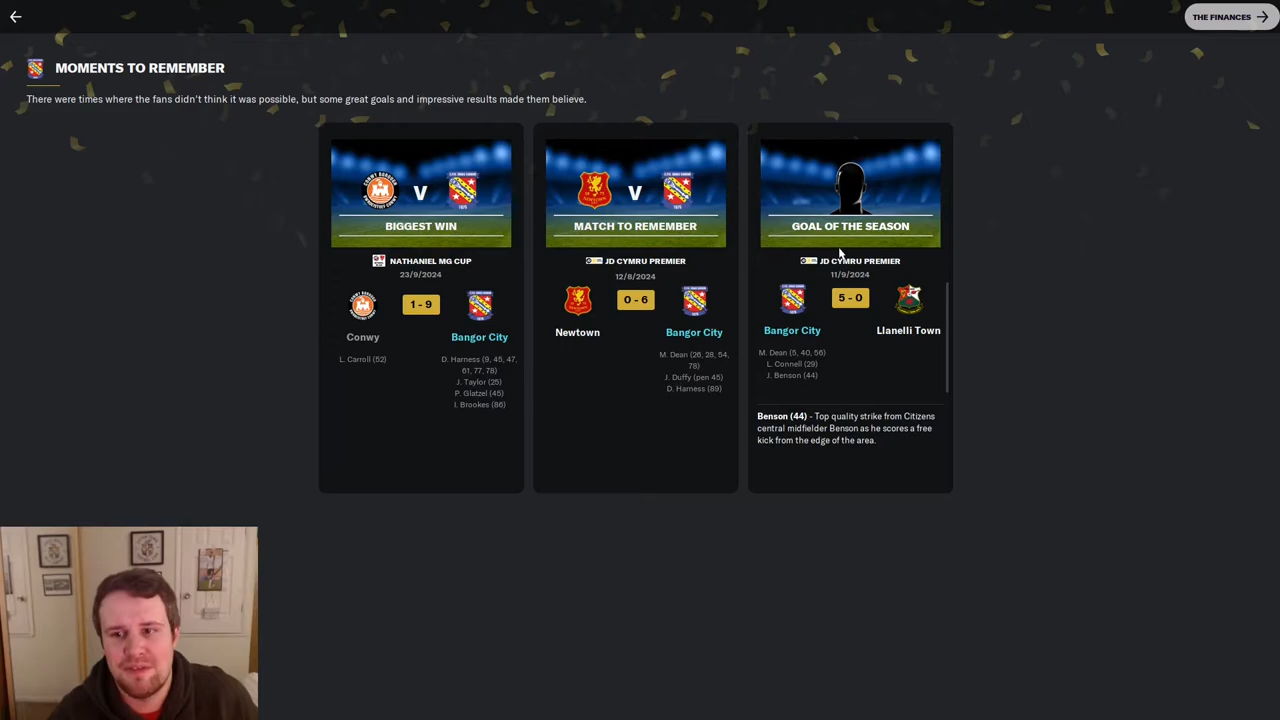 THE FINANCES
MOMENTS TO REMEMBER
There were times where the fans didn't think it was possible, but some great goals and impressive results made them believe.
V
BIGGEST WIN
NATHANIEL MG CUP
23/9/2024
1 - 9
Conwy
Bangor City
L. Carroll (52)
D. Harness (9, 45, 47,
61, 77, 78)
J. Taylor (25)
P. Glatzel (45)
I. Brookes (86)
V
MATCH TO REMEMBER
JD CYMRU PREMIER
12/8/2024
0 - 6
Newtown
Bangor City
M. Dean (26, 28, 54,
78)
J. Duffy (pen 45)
D. Harness (89)
GOAL OF THE SEASON
JD CYMRU PREMIER
11/9/2024
5 - 0
Bangor City
Llanelli Town
M. Dean (5, 40, 56)
L. Connell (29)
J. Benson (44)
Benson (44) - Top quality strike from Citizens
central midfielder Benson as he scores a free
kick from the edge of the area.